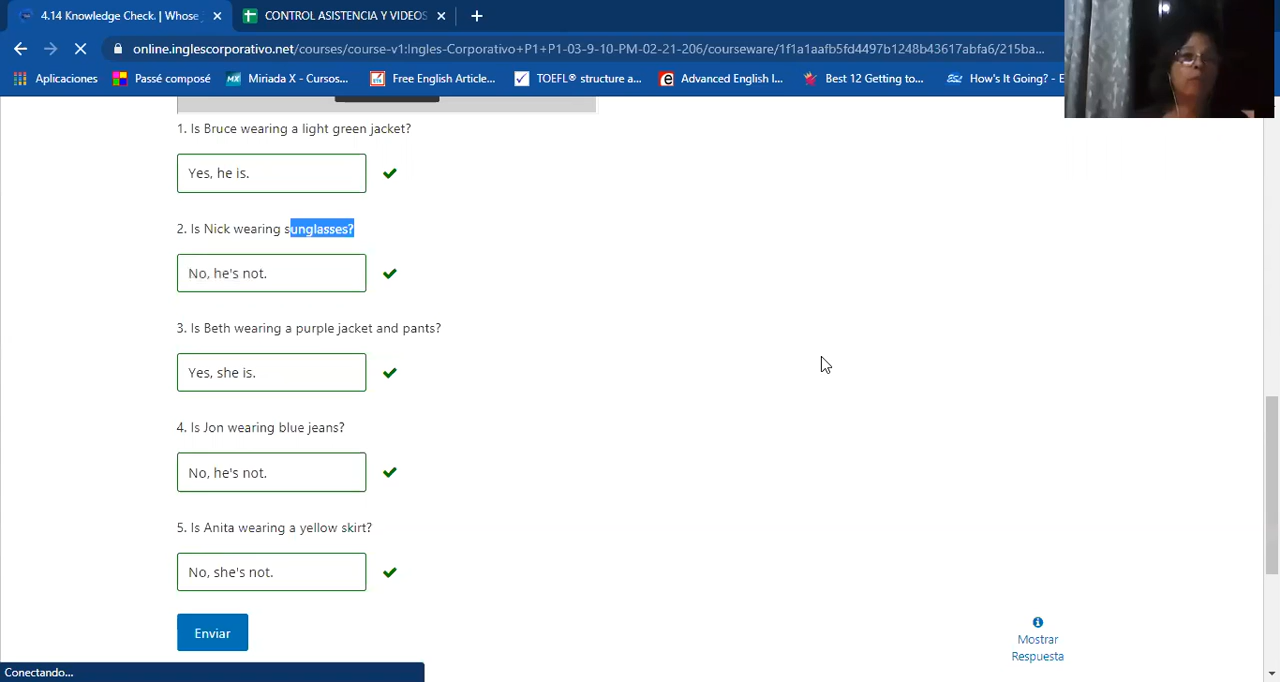 4.14 Knowledge Check. | Whose
CONTROL ASISTENCIA Y VIDEOS
online.inglescorporativo.net/courses/course-v1:Ingles-Corporativo+P1+P1-03-9-10-PM-02-21-206/courseware/1f1a1aafb5fd4497b1248b43617abfa6/215ba...
Aplicaciones
Passé composé
Miriada X - Cursos...
Free English Article...
TOEFL® structure a...
Advanced English I...
Best 12 Getting to...
How's It Going? - E
1. Is Bruce wearing a light green jacket?
Yes, he is.
2. Is Nick wearing sunglasses?
No, he's not.
3. Is Beth wearing a purple jacket and pants?
Yes, she is.
4. Is Jon wearing blue jeans?
No, he's not.
5. Is Anita wearing a yellow skirt?
No, she's not.
Enviar
Mostrar
Respuesta
Conectando...